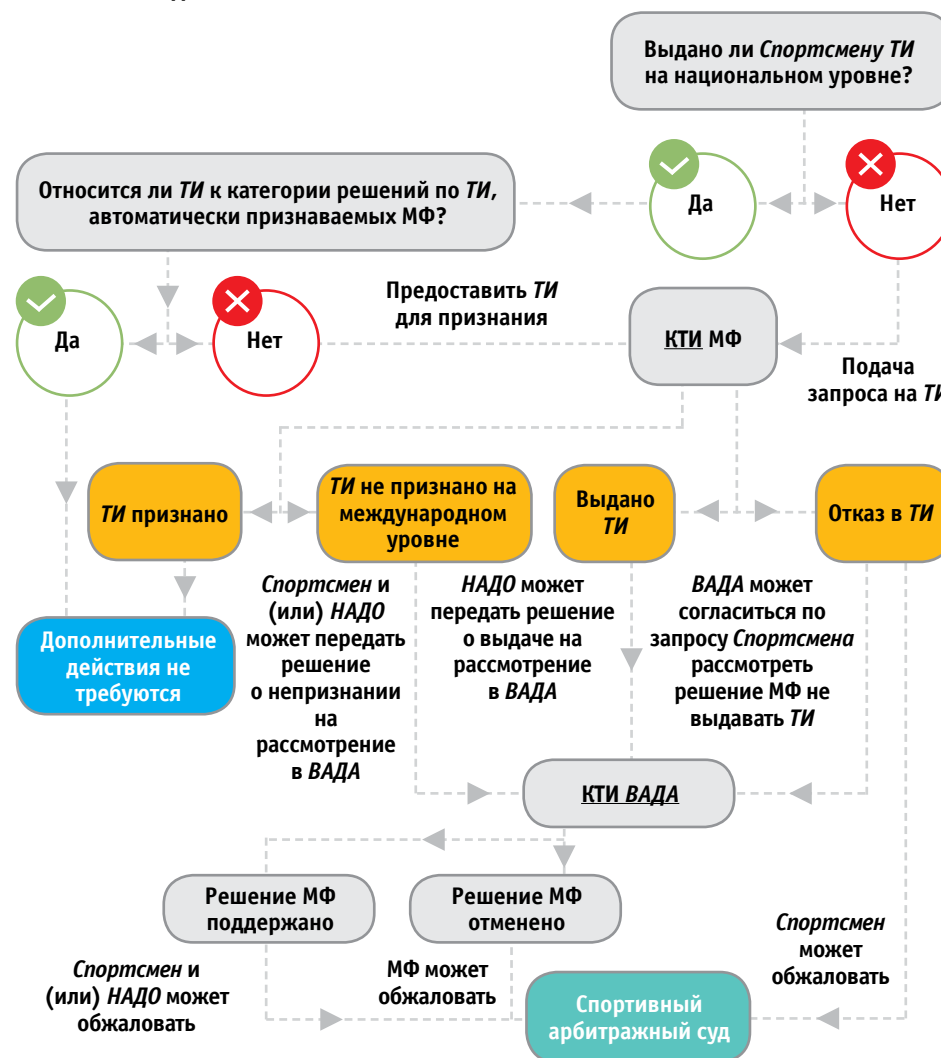 Выдано ли Спортсмену ТИ
на национальном уровне?
Да
Нет
Относится ли ТИ к категории решений по ТИ,
автоматически признаваемых МФ?
Да
Нет
Предоставить ТИ
для признания
КТИ МФ
Подача
запроса на ТИ
ТИ признано
ТИ не признано на
международном
уровне
Выдано
ТИ
Отказ в ТИ
Дополнительные
действия не
требуются
Спортсмен и
(или) НАДО
может передать
решение
о непризнании
на
рассмотрение
в ВАДА
НАДО может
передать решение
о выдаче на
рассмотрение
в ВАДА
ВАДА может
согласиться по
запросу Спортсмена
рассмотреть
решение МФ не
выдавать ТИ
КТИ ВАДА
Решение МФ
поддержано
Решение МФ
отменено
Спортсмен и
(или) НАДО может
обжаловать
МФ может
обжаловать
Спортсмен
может
обжаловать
Спортивный
арбитражный суд